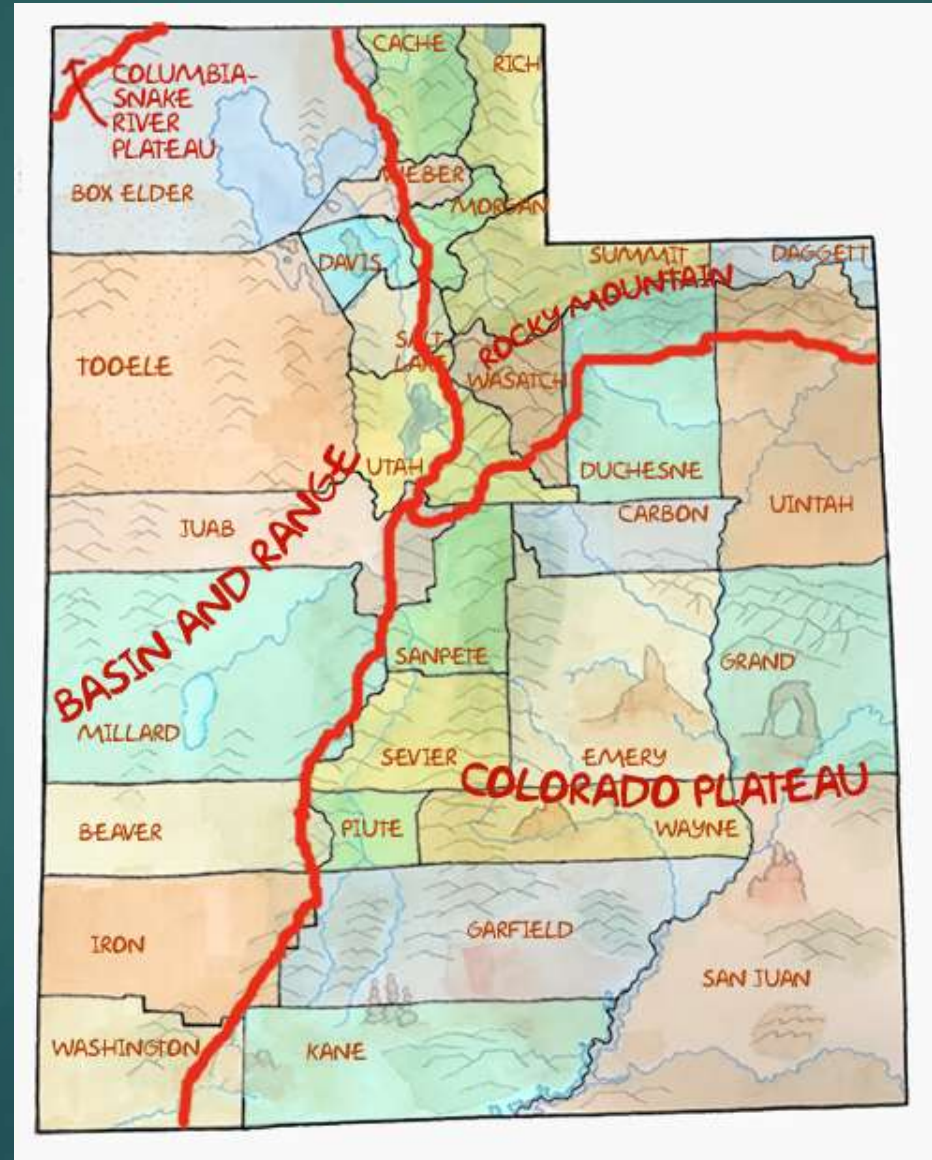 CACHE
RICH
COLUMBIA-
SNAKE
RIVER
PLATEAU
BOX ELDER
WEBER
MORGAN
DAVIS
SUMMIT
DAGGETT
ROCKY MOUNTAIN
TOOELE
SALT
LAKE
WASATCH
UTAH
DUCHESNE
UINTAH
CARBON
JUAB
BASIN AND RANGE
SANPETE
GRAND
MILLARD
SEVIER
EMERY
COLORADO PLATEAU
BEAVER
PIUTE
WAYNE
IRON
GARFIELD
SAN JUAN
WASHINGTON
KANE